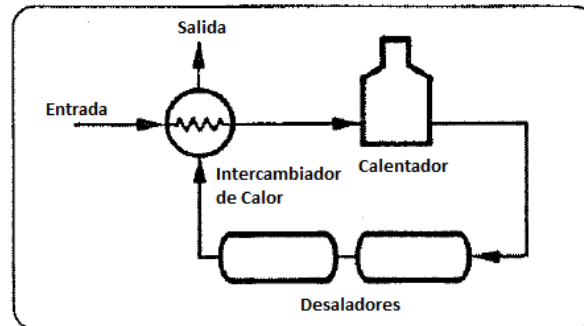 Salida
Entrada
Intercambiador
de Calor
Calentador
Desaladores